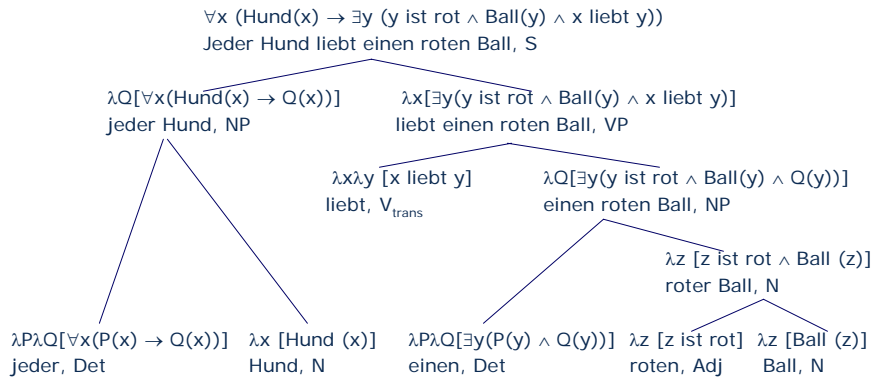 ∀x (Hund(x) → ∃y (y ist rot ∧ Ball(y) ∧ x liebt y))
Jeder Hund liebt einen roten Ball, S
λQ[∀x(Hund(x) → Q(x))]
jeder Hund, NP
λx[∃y(y ist rot ∧ Ball(y) ∧ x liebt y)]
liebt einen roten Ball, VP
λxλy [x liebt y]
liebt, Vtrans
λQ[∃y(y ist rot ∧ Ball(y) ∧ Q(y))]
einen roten Ball, NP
λz [z ist rot ∧ Ball (z)]
roter Ball, N
λPλQ[∀x(P(x) → Q(x))]
jeder, Det
λx [Hund (x)]
Hund, N
λPλQ[∃y(P(y) ∧ Q(y))]
einen, Det
λz [z ist rot]
roten, Adj
λz [Ball (z)]
Ball, N